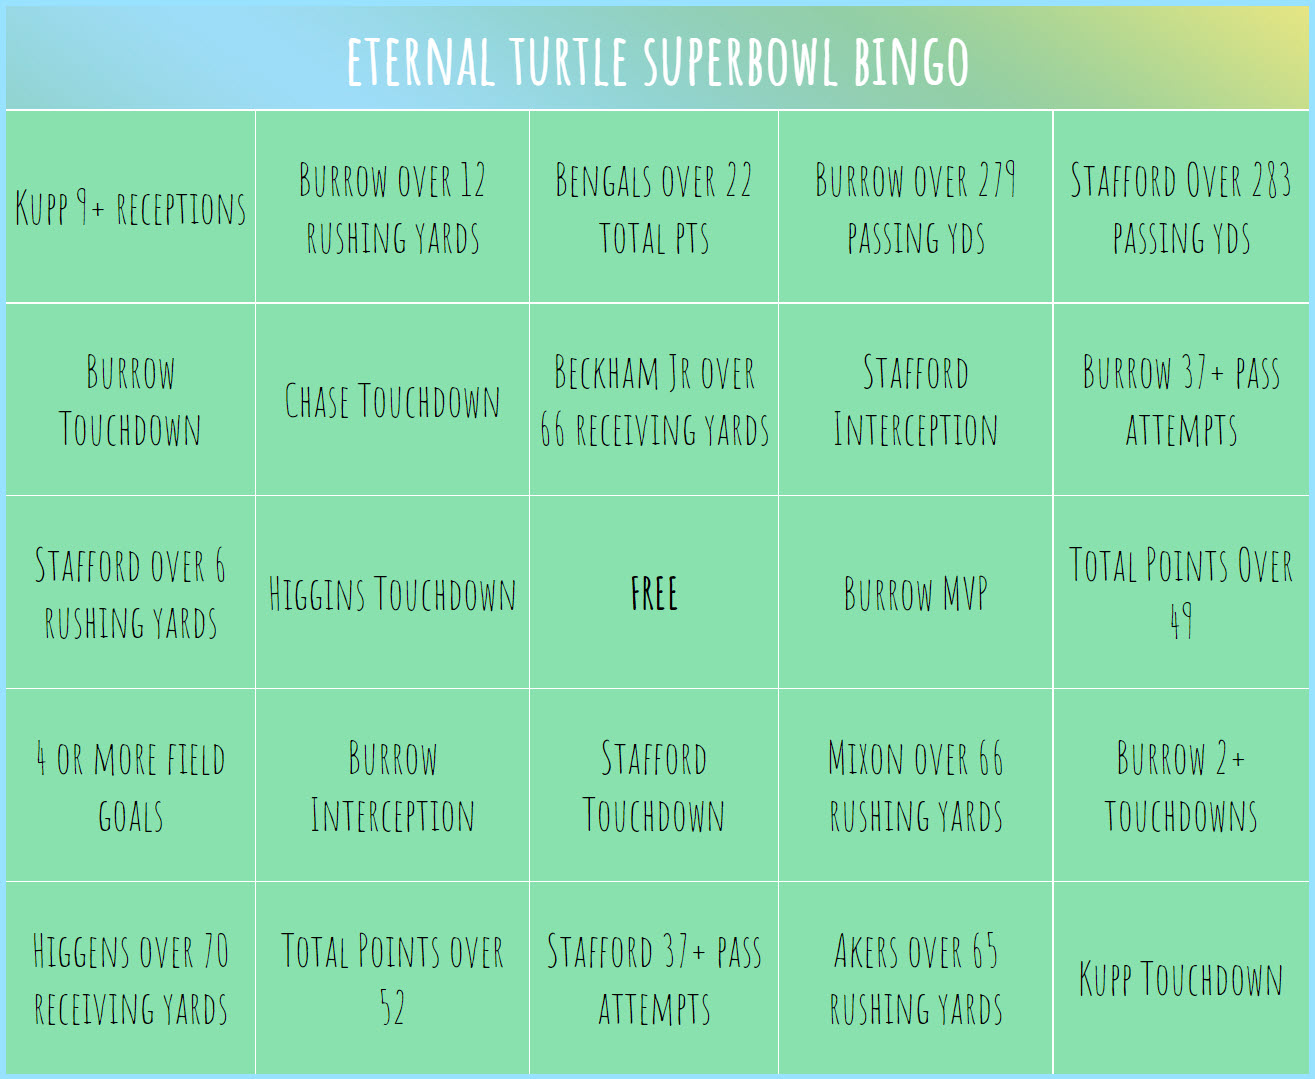 ETERNAL TURTLE SUPERBOWL BINGO
Kupp 9+ receptions
Burrow over 12
rushing yards
Bengals over 22
total pts
Burrow over 279
passing yds
Stafford Over 283
passing yds
Burrow
Touchdown
Chase Touchdown
Beckham Jr over
66 receiving yards
Stafford
Interception
Burrow 37+ pass
attempts
Stafford over 6
rushing yards
Higgins Touchdown
FREE
Burrow MVP
Total Points Over
49
4 or more field
goals
Burrow
Interception
Stafford
Touchdown
Mixon over 66
rushing yards
Burrow 2+
touchdowns
Higgens over 70
receiving yards
Total Points over
52
Stafford 37+ pass
attempts
Akers over 65
rushing yards
Kupp Touchdown